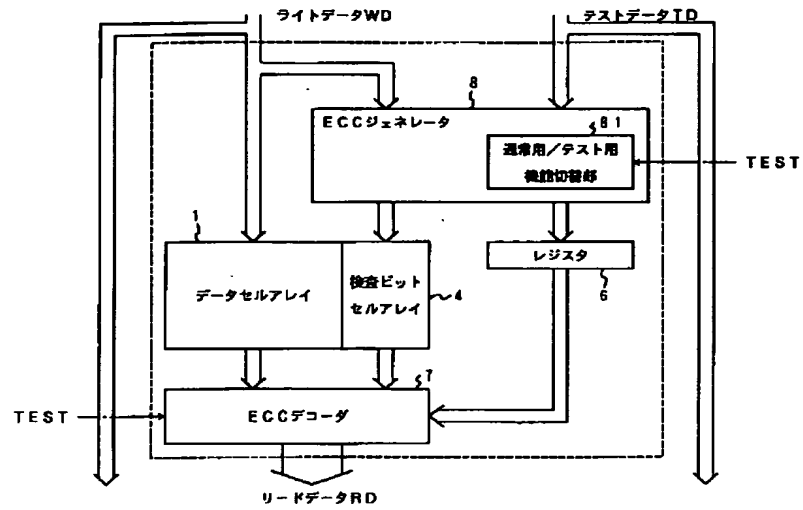 ライトデータWD
テストデータTD
8
ECCジェネレータ
81
通常用／テスト用
機能切替部
TEST
1
データセルアレイ
検査ビット
セルアレイ
4
レジスタ
6
7
TEST
ECCデコーダ
リードデータRD